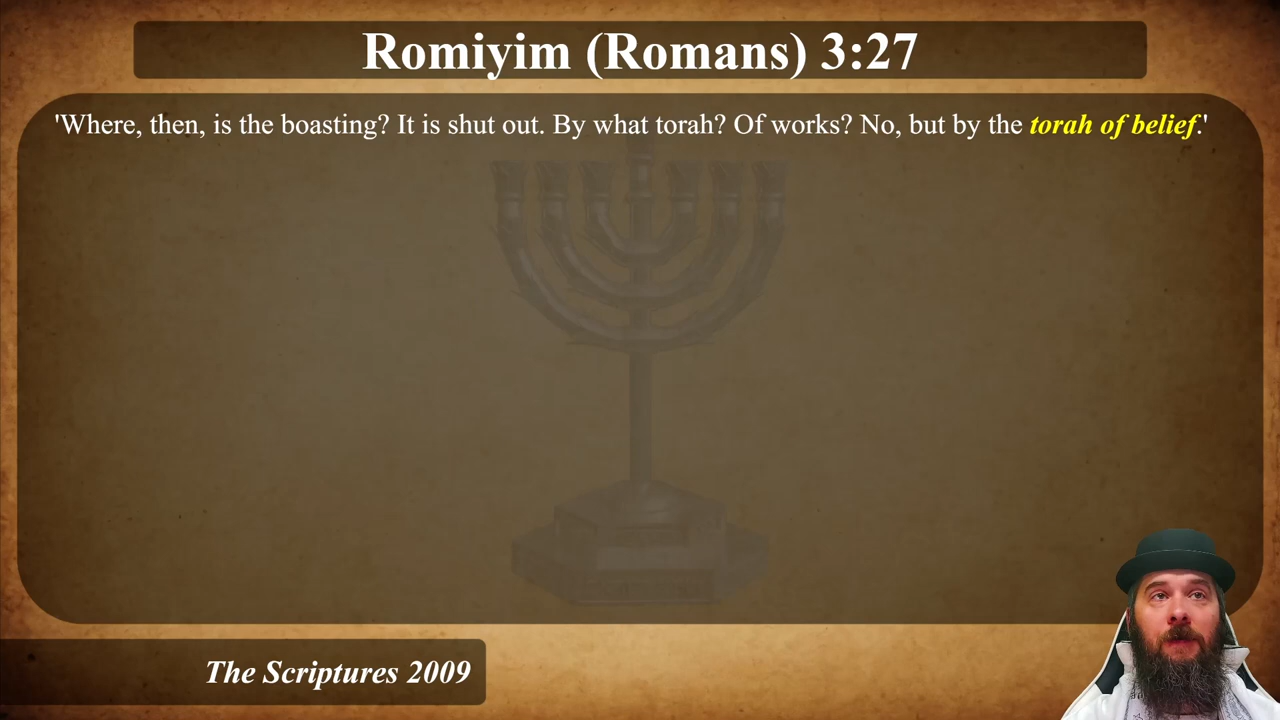 Romiyim (Romans) 3:27
'Where, then, is the boasting? It is shut out. By what torah? Of works? No, but by the torah of belief.'
The Scriptures 2009